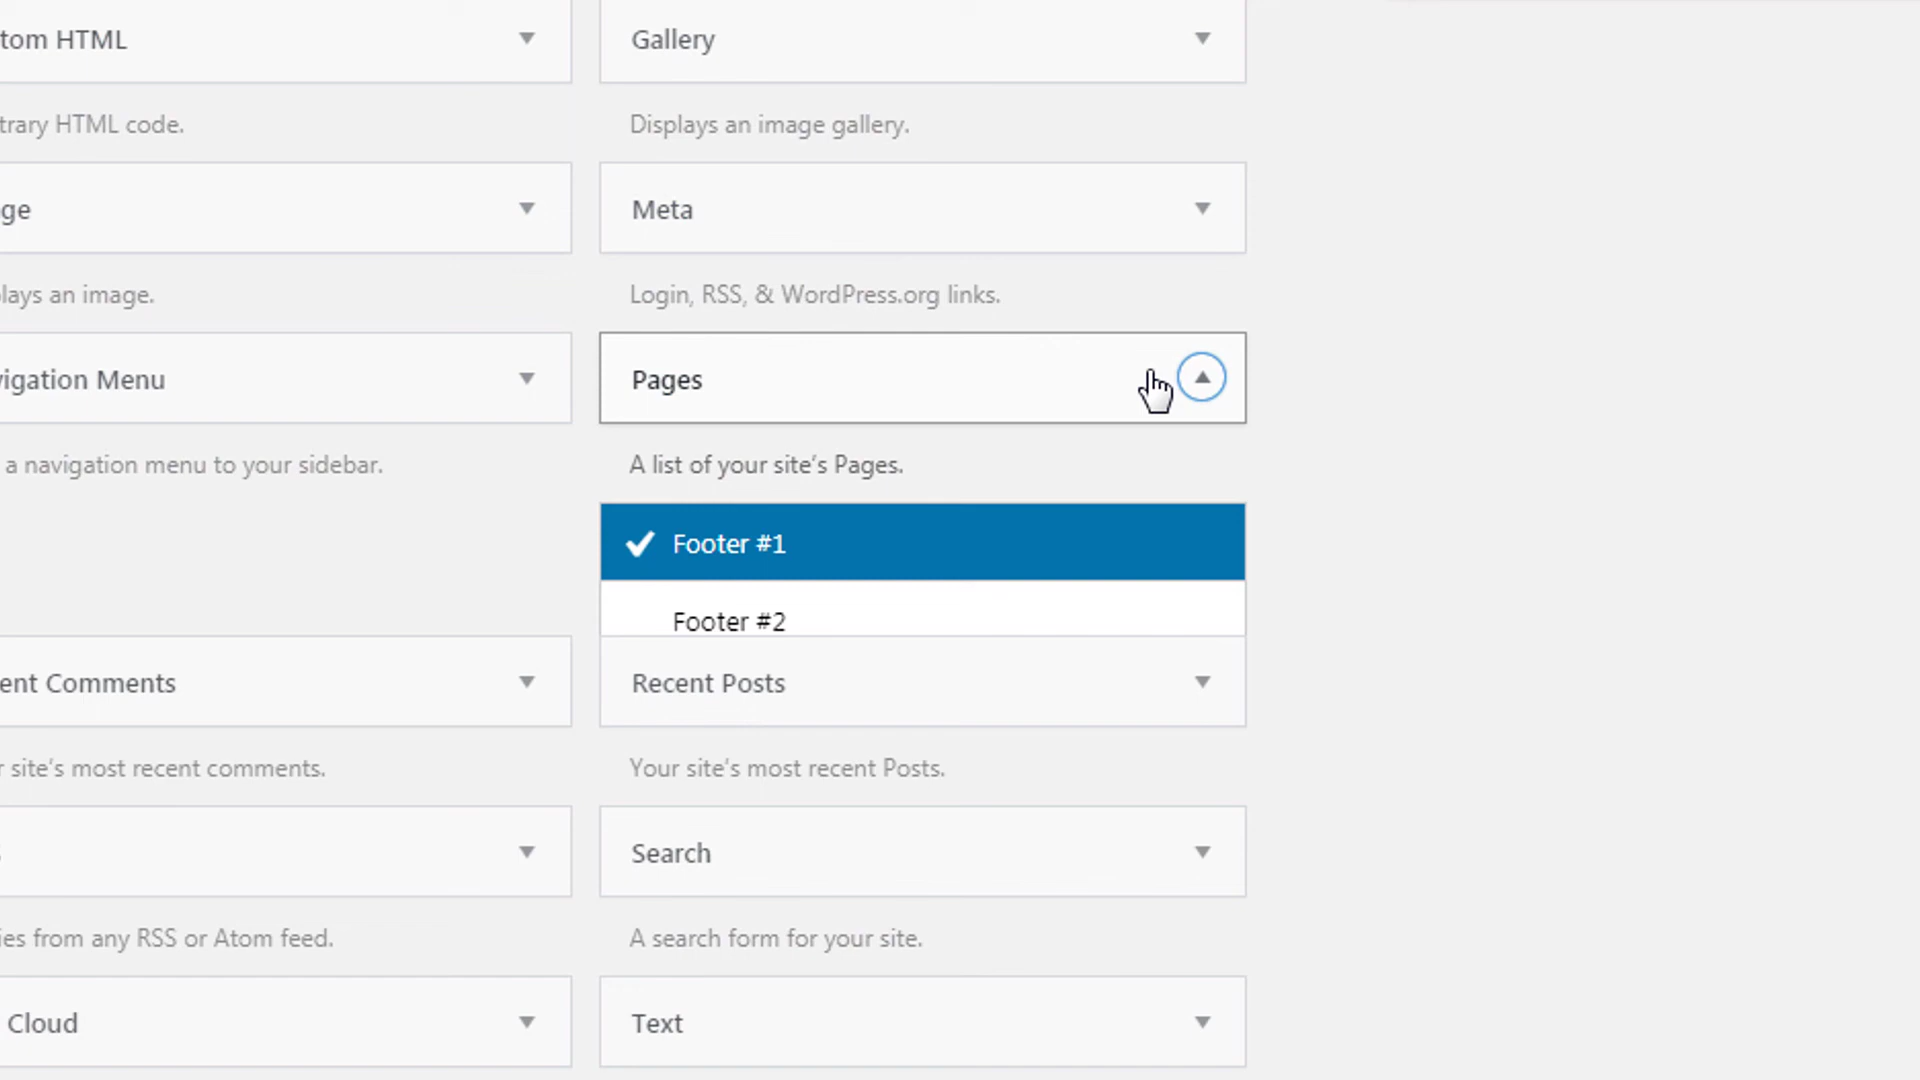 tom HTML
Gallery
trary HTML code.
Displays an image gallery.
ge
Meta
lays an image.
Login, RSS, & WordPress.org links.
vigation Menu
Pages
a navigation menu to your sidebar.
A list of your site's Pages.
Footer #1
Footer #2
ent Comments
Recent Posts
r site's most recent comments.
Your site's most recent Posts.
Search
ies from any RSS or Atom feed.
A search form for your site.
Cloud
Text